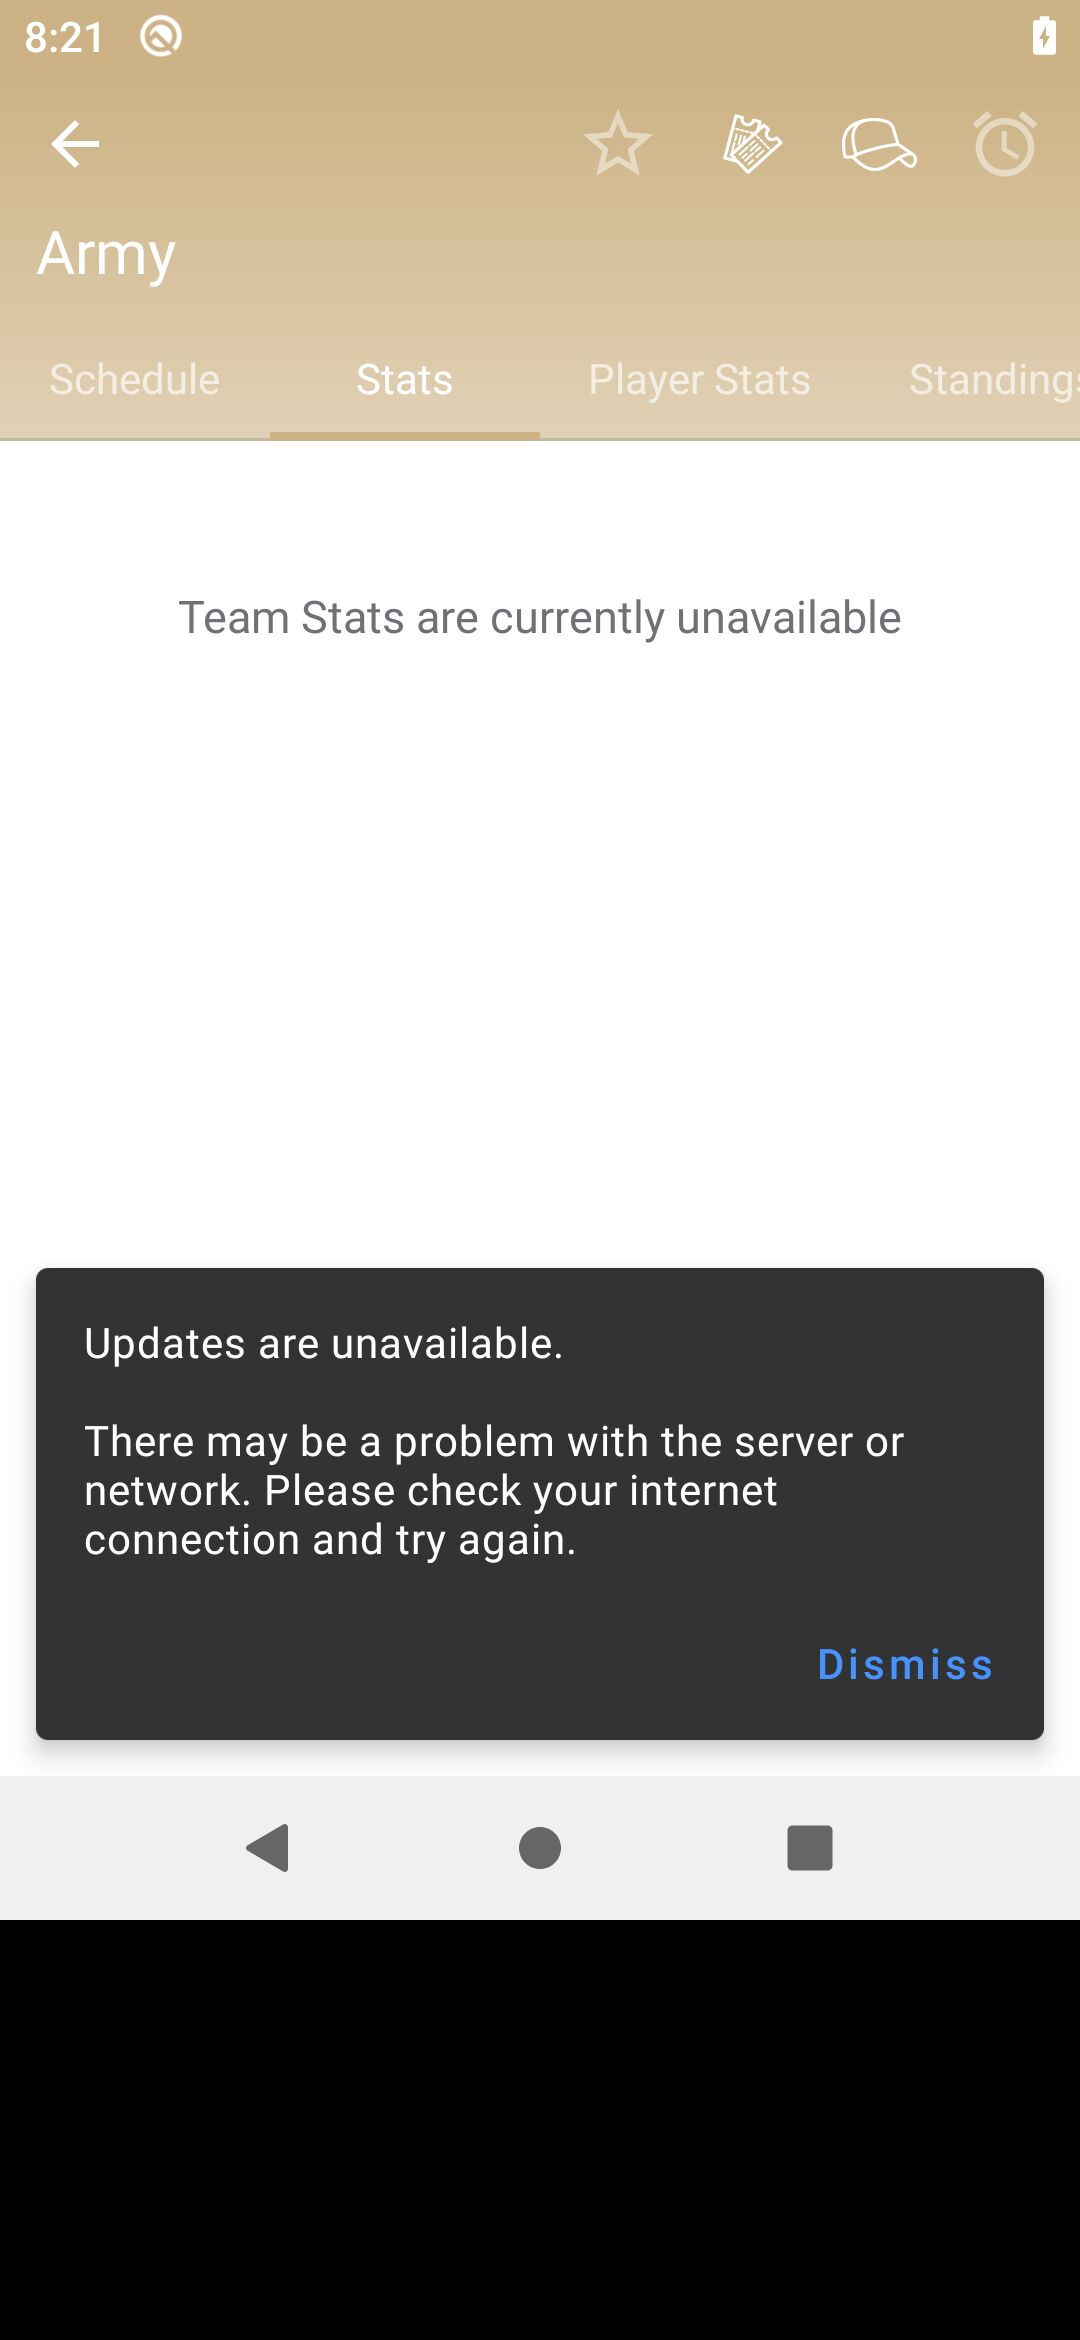 8:21
Army
Schedule Stats Player Stats Standings
Team Stats are currently unavailable
Updates are unavailable.
There may be a problem with the server or
network. Please check your internet
connection and try again.
Dismiss